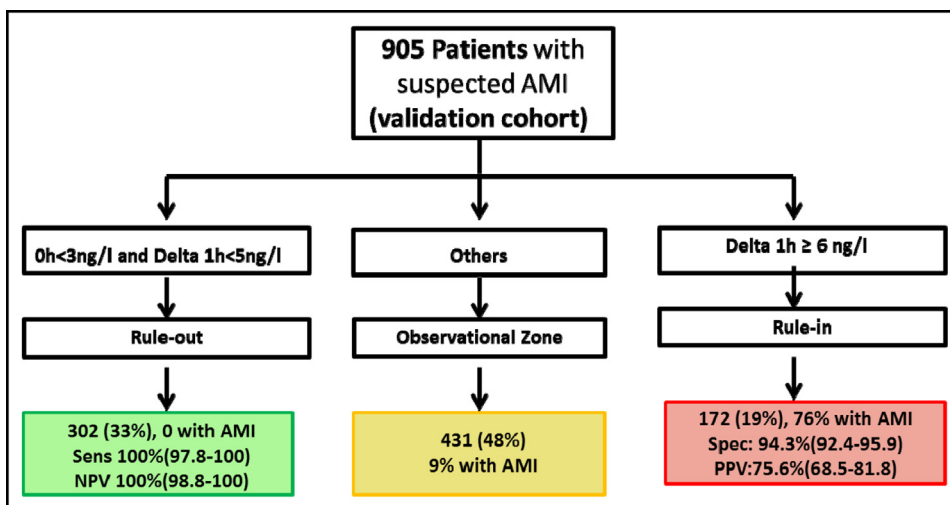 905 Patients with
suspected AMI
(validation cohort)
0h<3ng/l and Delta 1h<5ng/l
Others
Delta 1h ≥ 6 ng/l
Rule-out
Observational Zone
Rule-in
302 (33%), 0 with AMI
Sens 100%(97.8-100)
NPV 100%(98.8-100)
431 (48%)
9% with AMI
172 (19%), 76% with AMI
Spec: 94.3%(92.4-95.9)
PPV:75.6%(68.5-81.8)